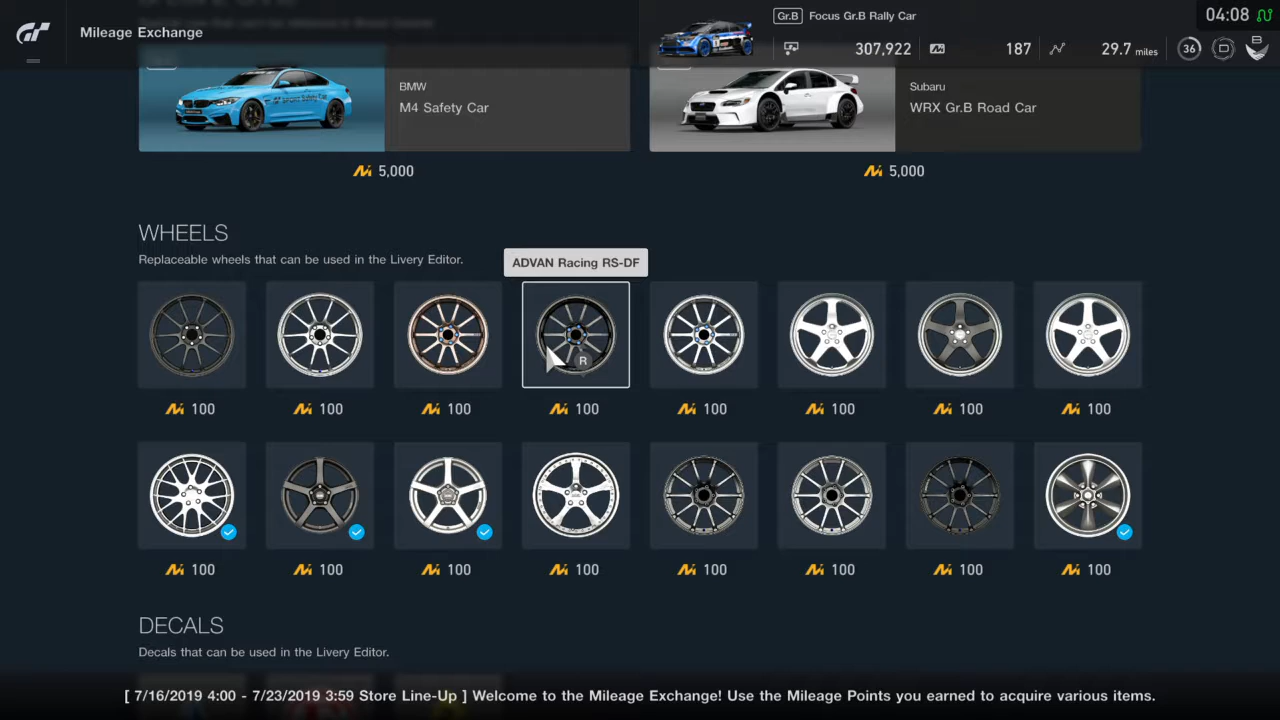 Mileage Exchange
Gr.B Focus Gr.B Rally Car
307,922 187 29.7 miles 36 D B
04:08
BMW
M4 Safety Car
Subaru
WRX Gr.B Road Car
5,000 5,000
WHEELS
Replaceable wheels that can be used in the Livery Editor.
ADVAN Racing RS-DF
R
100 100 100 100 100 100 100 100
100 100 100 100 100 100 100 100
DECALS
Decals that can be used in the Livery Editor.
[ 7/16/2019 4:00 - 7/23/2019 3:59 Store Line-Up ] Welcome to the Mileage Exchange! Use the Mileage Points you earned to acquire various items.